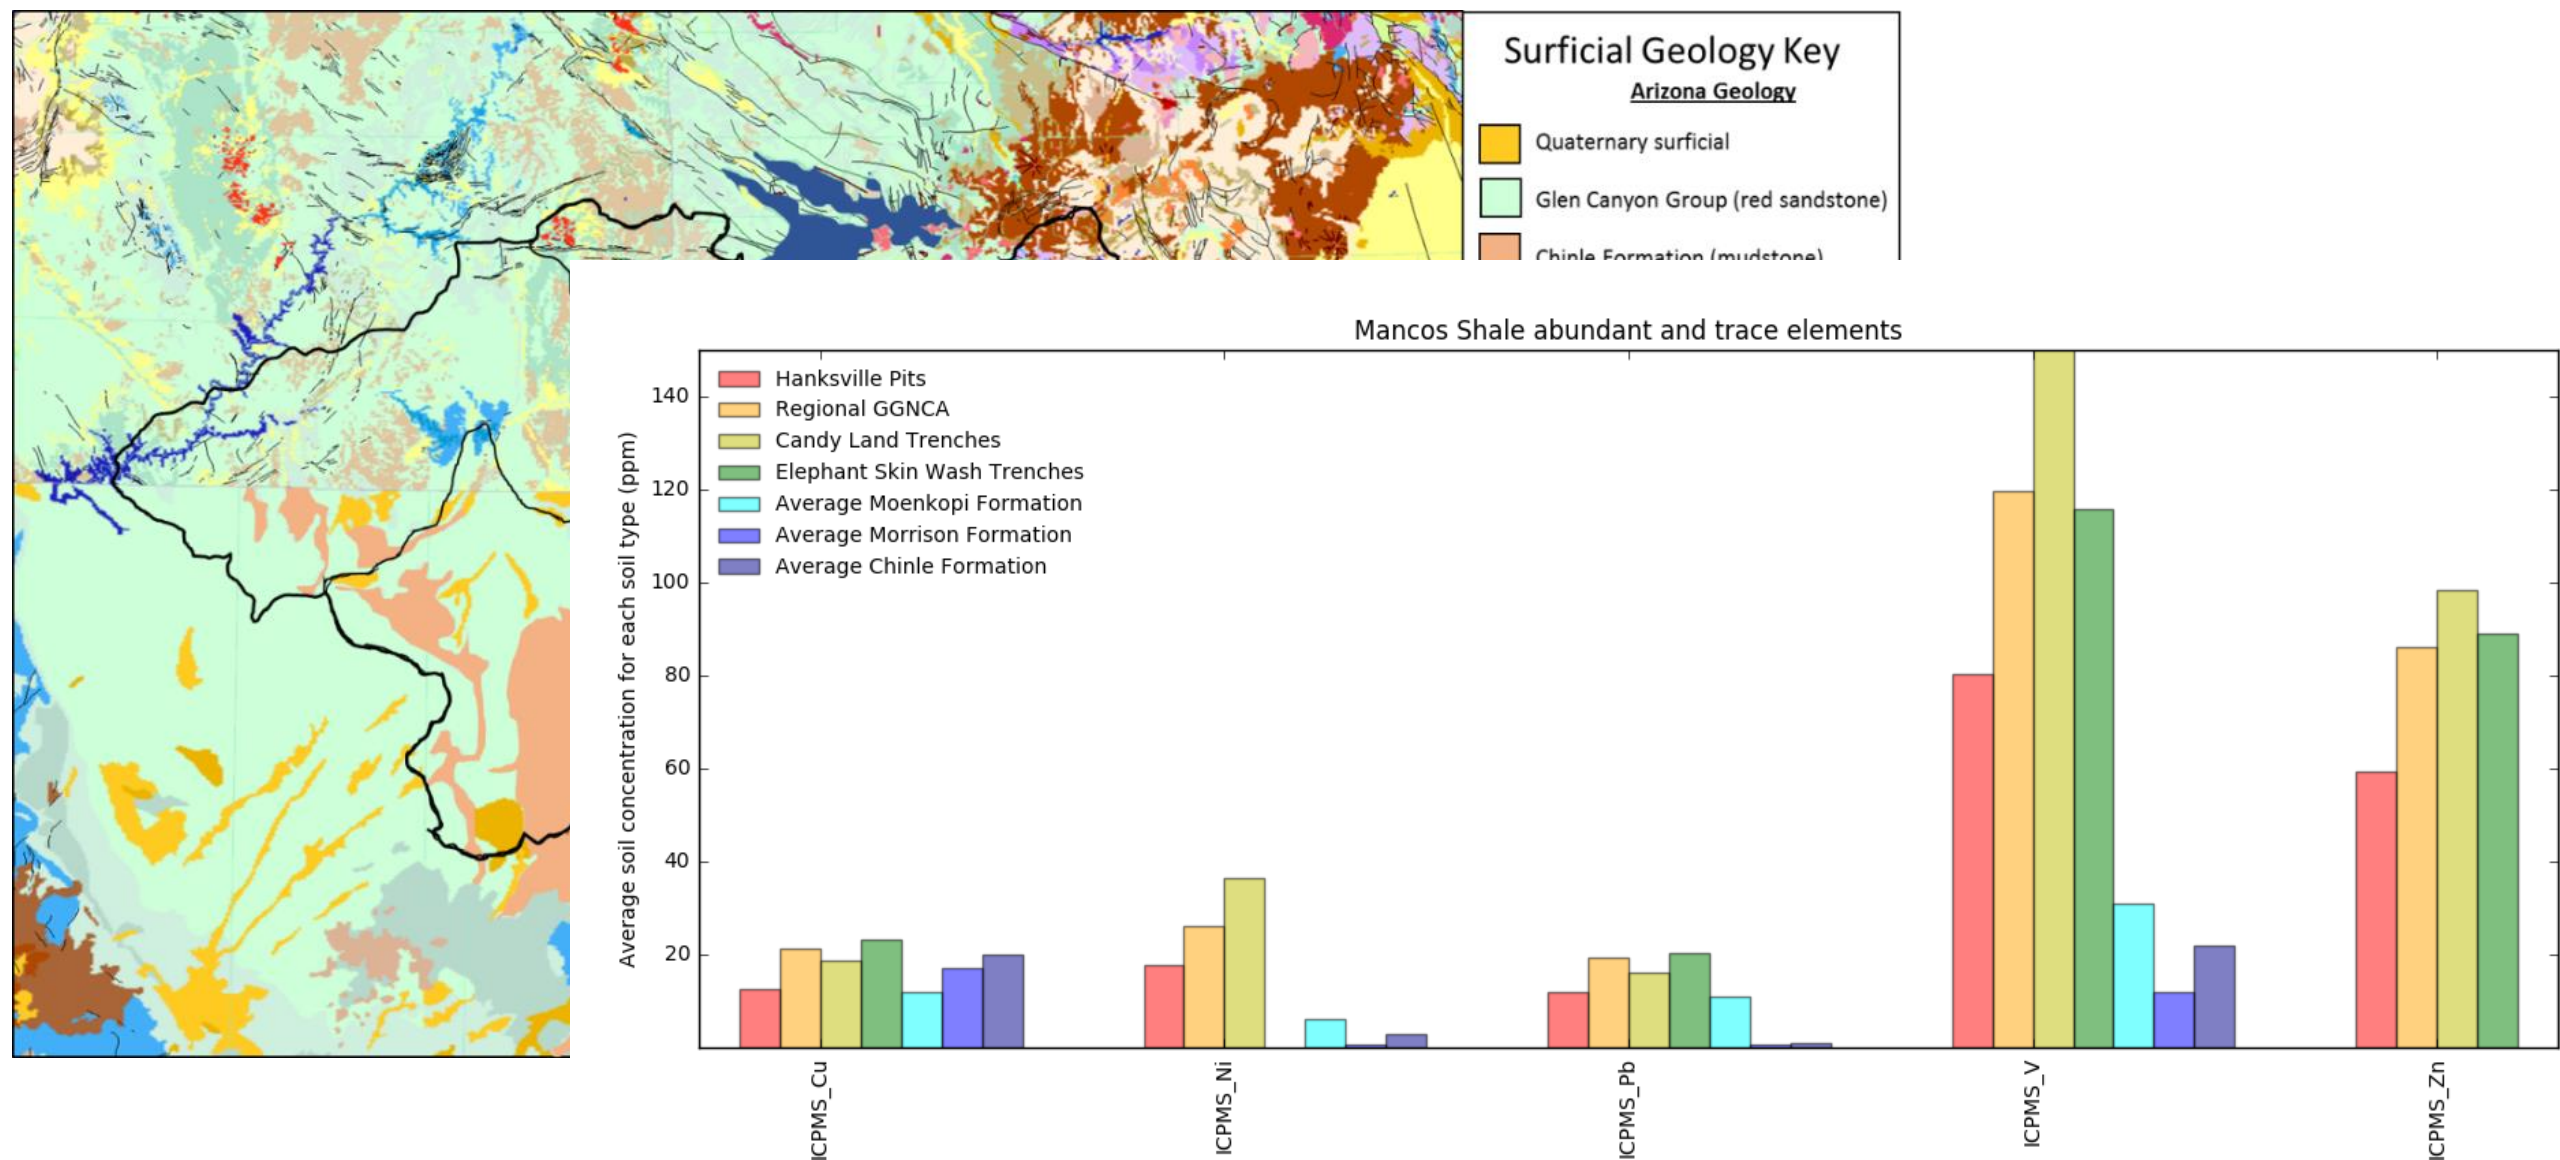 Surficial Geology Key
Arizona Geology
Quaternary surficial
Glen Canyon Group (red sandstone)
Chinle Formation (mudstone)
Mancos Shale abundant and trace elements
Average soil concentration for each soil type (ppm)
140
120
100
80
60
40
20
Hanksville Pits
Regional GGNCA
Candy Land Trenches
Elephant Skin Wash Trenches
Average Moenkopi Formation
Average Morrison Formation
Average Chinle Formation
ICPMS_Cu
ICPMS_Ni
ICPMS_Pb
ICPMS_V
ICPMS_Zn